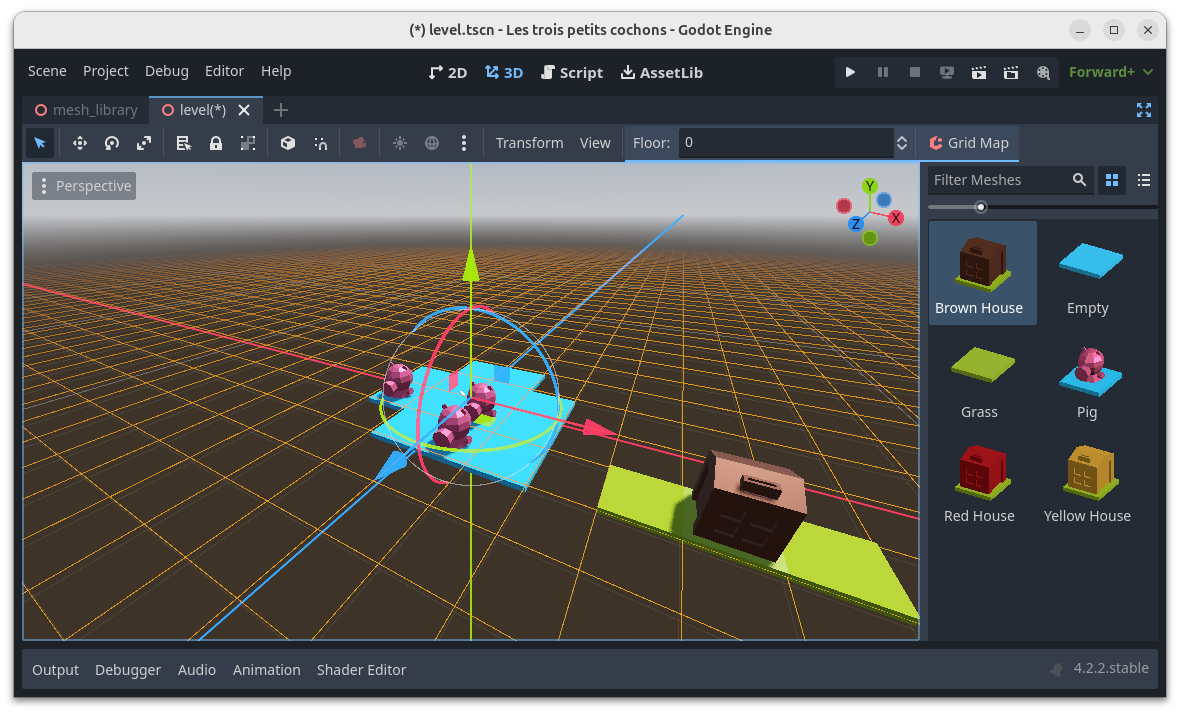 (*) level.tscn - Les trois petits cochons - Godot Engine
Scene Project Debug Editor Help 2D 3D Script AssetLib Forward+
mesh_library level(*)
Transform View Floor: 0 Grid Map
Perspective
Filter Meshes
Y
X
Z
Brown House Empty
Grass Pig
Red House Yellow House
Output Debugger Audio Animation Shader Editor 4.2.2.stable